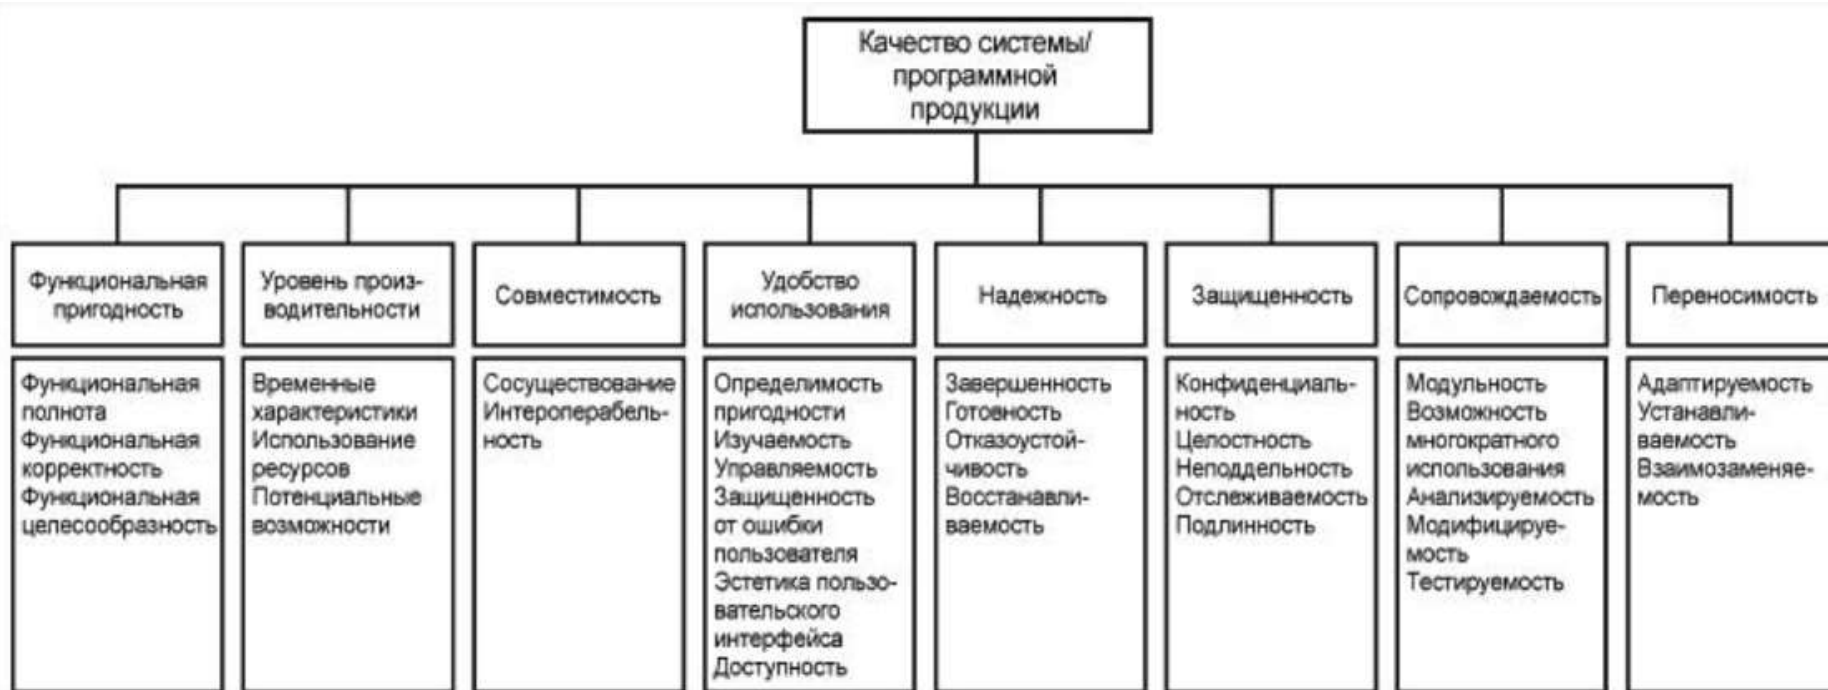 Качество системы/
программной
продукции
Функциональная
пригодность
Уровень произ-
водительности
Совместимость
Удобство
использования
Надежность
Защищенность
Сопровождаемость
Переносимость
Функциональная
полнота
Функциональная
корректность
Функциональная
целесообразность
Временные
характеристики
Использование
ресурсов
Потенциальные
возможности
Сосуществование
Интероперабель-
ность
Определимость
пригодности
Изучаемость
Управляемость
Защищенность
от ошибки
пользователя
Эстетика пользо-
вательского
интерфейса
Доступность
Завершенность
Готовность
Отказоустой-
чивость
Восстанавли-
ваемость
Конфиденциаль-
ность
Целостность
Неподдельность
Отслеживаемость
Подлинность
Модульность
Возможность
многократного
использования
Анализируемость
Модифицируе-
мость
Тестируемость
Адаптируемость
Устанавли-
ваемость
Взаимозаменяе-
мость